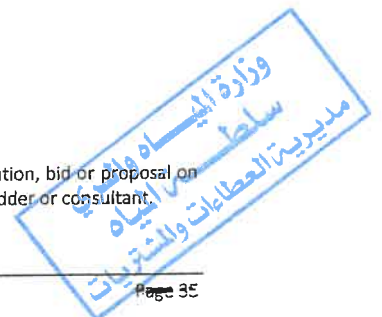 ution, bid or proposal on
dder or consultant.
وزارة المياه والري
سلطة المياه
مديرية العطاءات والمشتريات
Page 35